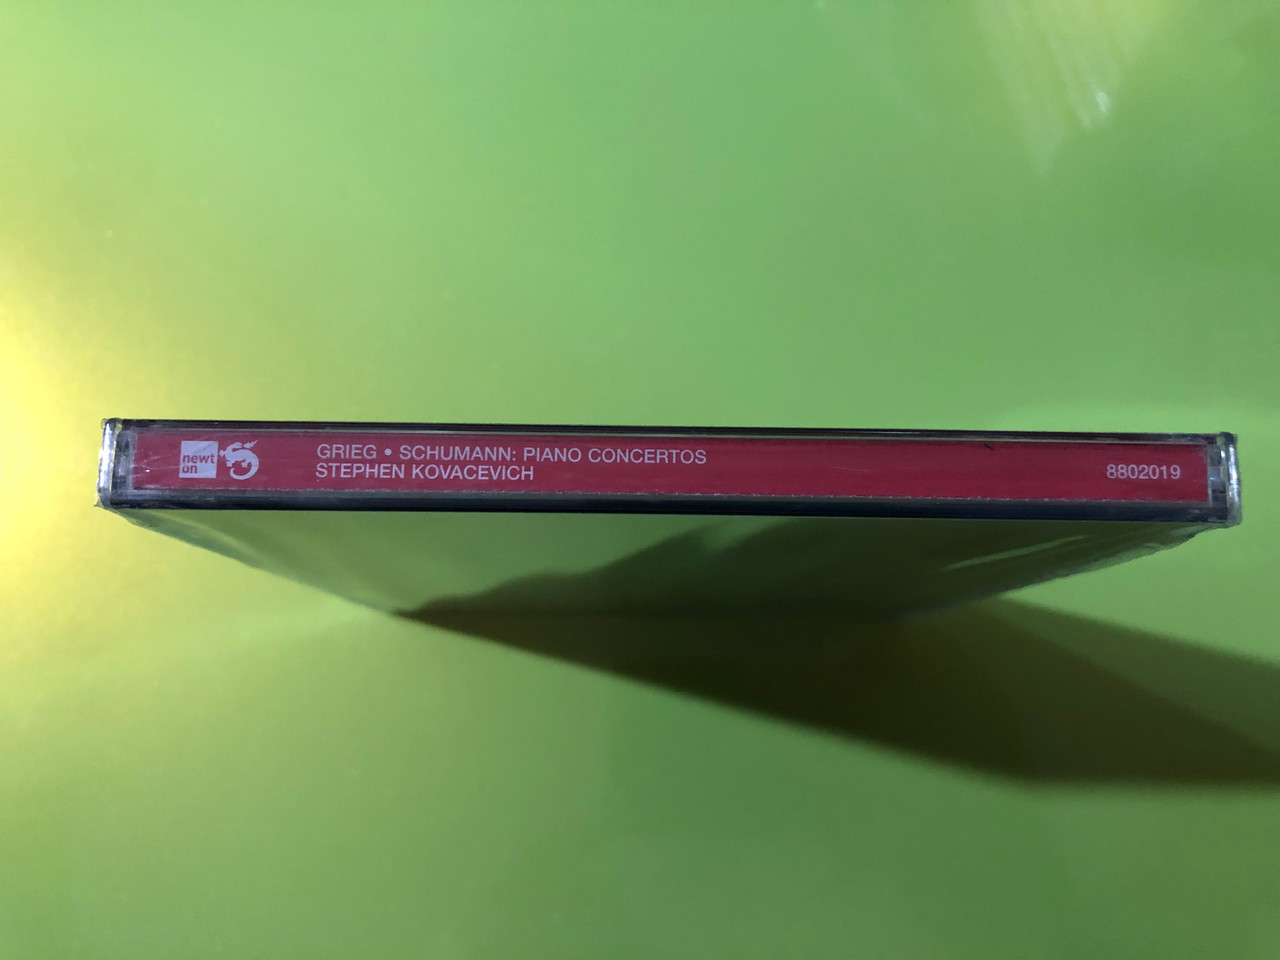 newt
on
GRIEG • SCHUMANN: PIANO CONCERTOS
STEPHEN KOVACEVICH
8802019